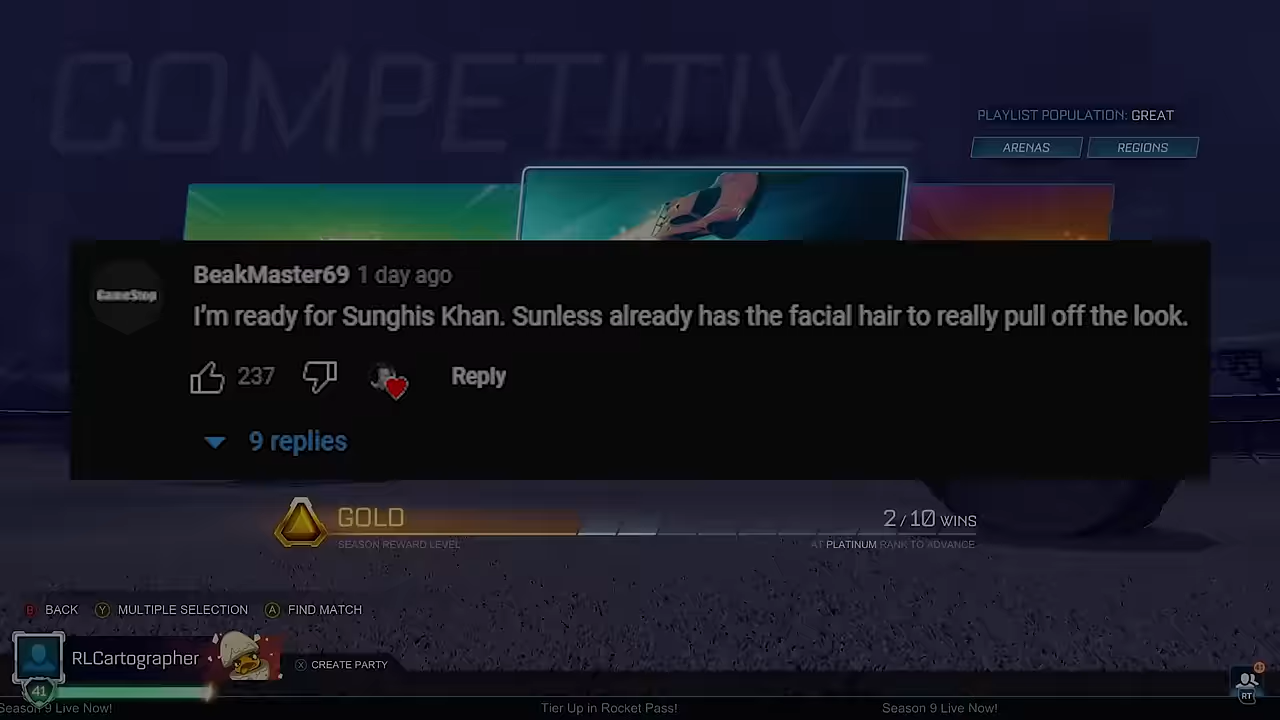 COMPETITIVE
PLAYLIST POPULATION: GREAT
ARENAS
REGIONS
GameStop
BeakMaster69 1 day ago
I'm ready for Sunghis Khan. Sunless already has the facial hair to really pull off the look.
237
Reply
9 replies
GOLD
2/10 WINS
SEASON REWARD LEVEL
AT PLATINUM RANK TO ADVANCE
B BACK
Y MULTIPLE SELECTION
A FIND MATCH
RLCartographer
X CREATE PARTY
41
RT
Season 9 Live Now!
Tier Up in Rocket Pass!
Season 9 Live Now!